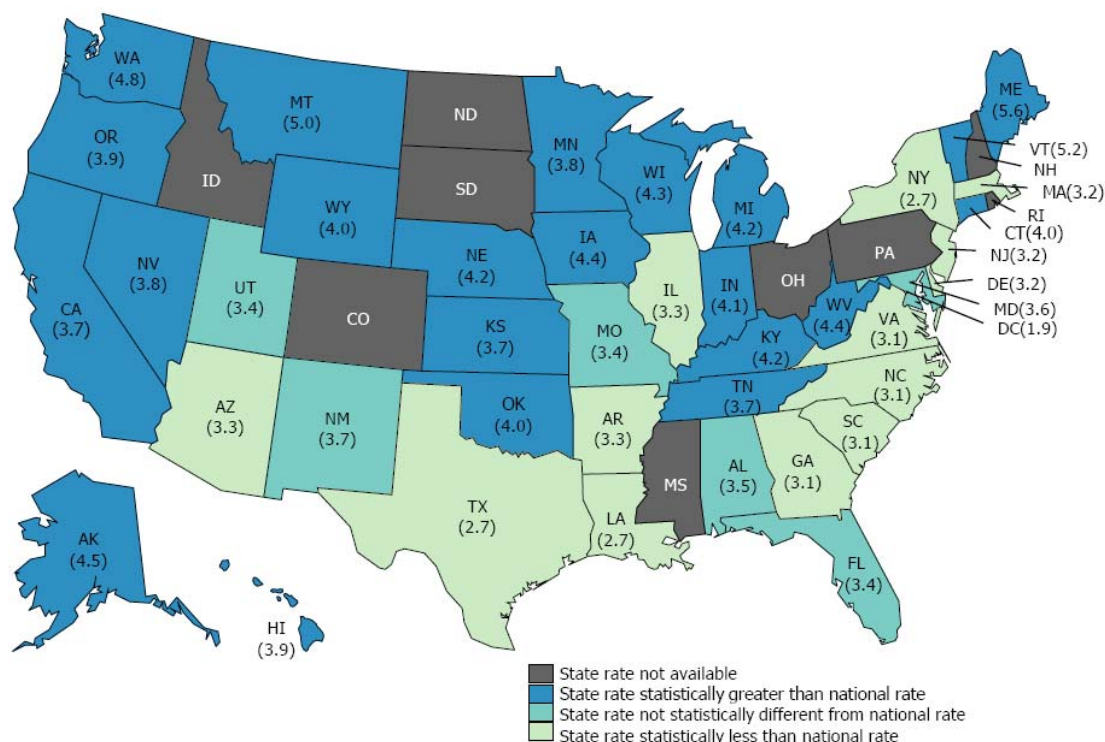 WA
(4.8)
MT
(5.0)
ND
MN
(3.8)
ME
(5.6)
OR
(3.9)
ID
SD
WI
(4.3)
VT(5.2)
NH
NY
(2.7)
MA(3.2)
WY
(4.0)
MI
(4.2)
RI
CT(4.0)
NV
(3.8)
NE
(4.2)
IA
(4.4)
PA
NJ(3.2)
CA
(3.7)
UT
(3.4)
CO
IL
(3.3)
IN
(4.1)
OH
DE(3.2)
WV
(4.4)
MD(3.6)
DC(1.9)
KS
(3.7)
MO
(3.4)
KY
(4.2)
VA
(3.1)
AZ
(3.3)
NM
(3.7)
OK
(4.0)
AR
(3.3)
TN
(3.7)
NC
(3.1)
SC
(3.1)
TX
(2.7)
LA
(2.7)
MS
AL
(3.5)
GA
(3.1)
AK
(4.5)
FL
(3.4)
HI
(3.9)
State rate not available
State rate statistically greater than national rate
State rate not statistically different from national rate
State rate statistically less than national rate